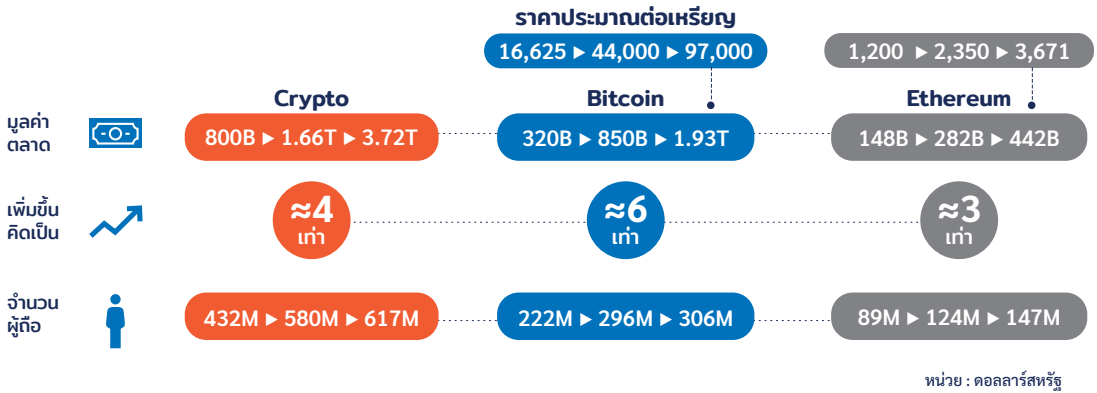 ราคาประมาณต่อเหรียญ
16,625 ▸ 44,000 ▸ 97,000
1,200 ▸ 2,350 ▸ 3,671
Crypto
Bitcoin
Ethereum
มูลค่า
ตลาด
800B ▸ 1.66T ▸ 3.72T
320B ▸ 850B ▸ 1.93T
148B ▸ 282B ▸ 442B
เพิ่มขึ้น
คิดเป็น
≈4
เท่า
≈6
เท่า
≈3
เท่า
จำนวน
ผู้ถือ
432M ▸ 580M ▸ 617M
222M ▸ 296M ▸ 306M
89M ▸ 124M ▸ 147M
หน่วย : ดอลลาร์สหรัฐ